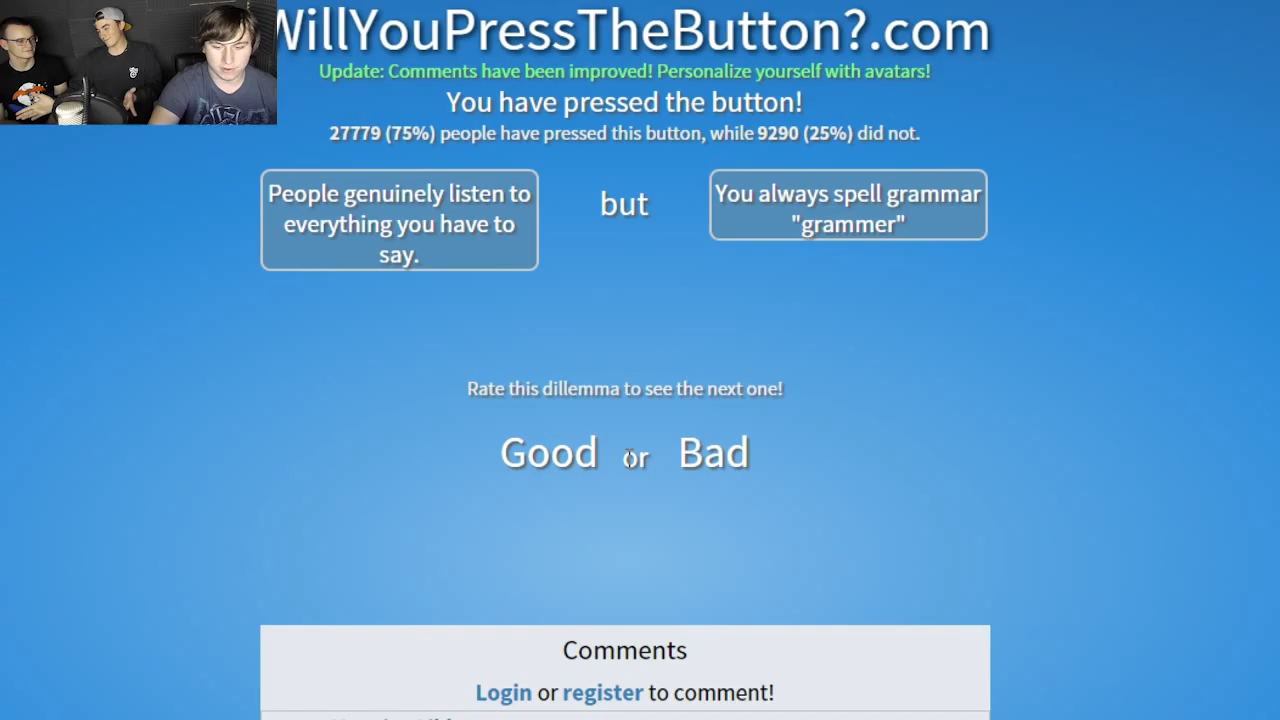 WillYouPressTheButton?.com
Update: Comments have been improved! Personalize yourself with avatars!
You have pressed the button!
27779 (75%) people have pressed this button, while 9290 (25%) did not.
People genuinely listen to
everything you have to
say.
but
You always spell grammar
"grammer"
Rate this dillemma to see the next one!
Good or Bad
Comments
Login or register to comment!